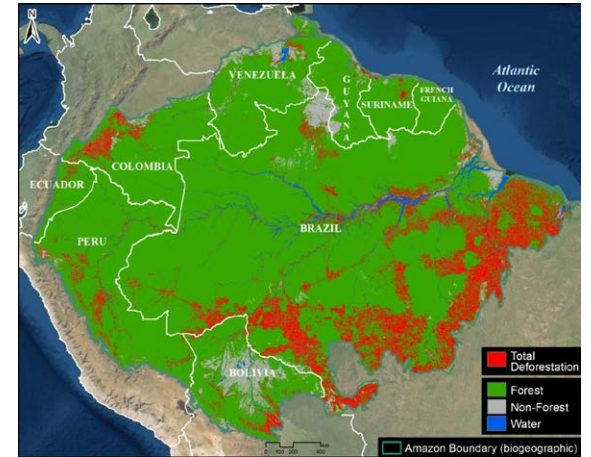 N
Atlantic
Ocean
VENEZUELA
GUYANA
SURINAME
FRENCH
GUIANA
COLOMBIA
ECUADOR
PERU
BRAZIL
BOLIVIA
Total
Deforestation
Forest
Non-Forest
Water
Amazon Boundary (biogeographic)